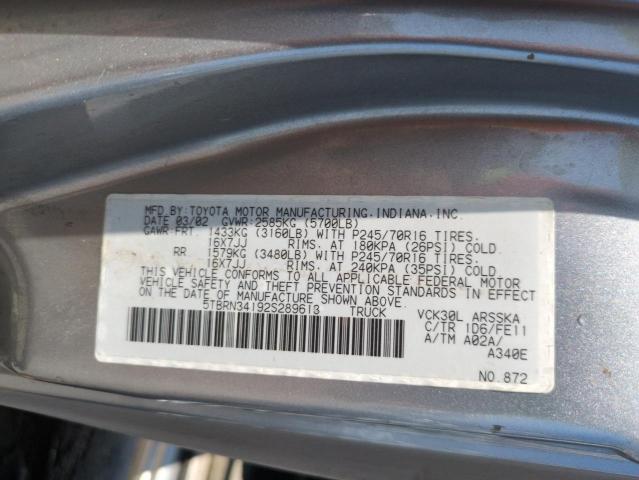 MFD.BY:TOYOTA MOTOR MANUFACTURING,INDIANA,INC.
DATE 03/02 GVWR:2585KG (5700LB)
GAWR:FRT 1433KG (3160LB) WITH P245/70R16 TIRES.
16X7JJ RIMS. AT 180KPA (26PSI) COLD.
RR 1579KG (3480LB) WITH P245/70R16 TIRES.
16X7JJ RIMS. AT 240KPA (35PSI) COLD.
THIS VEHICLE CONFORMS TO ALL APPLICABLE FEDERAL MOTOR
VEHICLE SAFETY AND THEFT PREVENTION STANDARDS IN EFFECT ON
THE DATE OF MANUFACTURE SHOWN ABOVE.
5TBRN34192S289613 TRUCK
VCK30L ARSSKA
C/TR 1D6/FE11
A/TM A02A/
A340E
NO.872